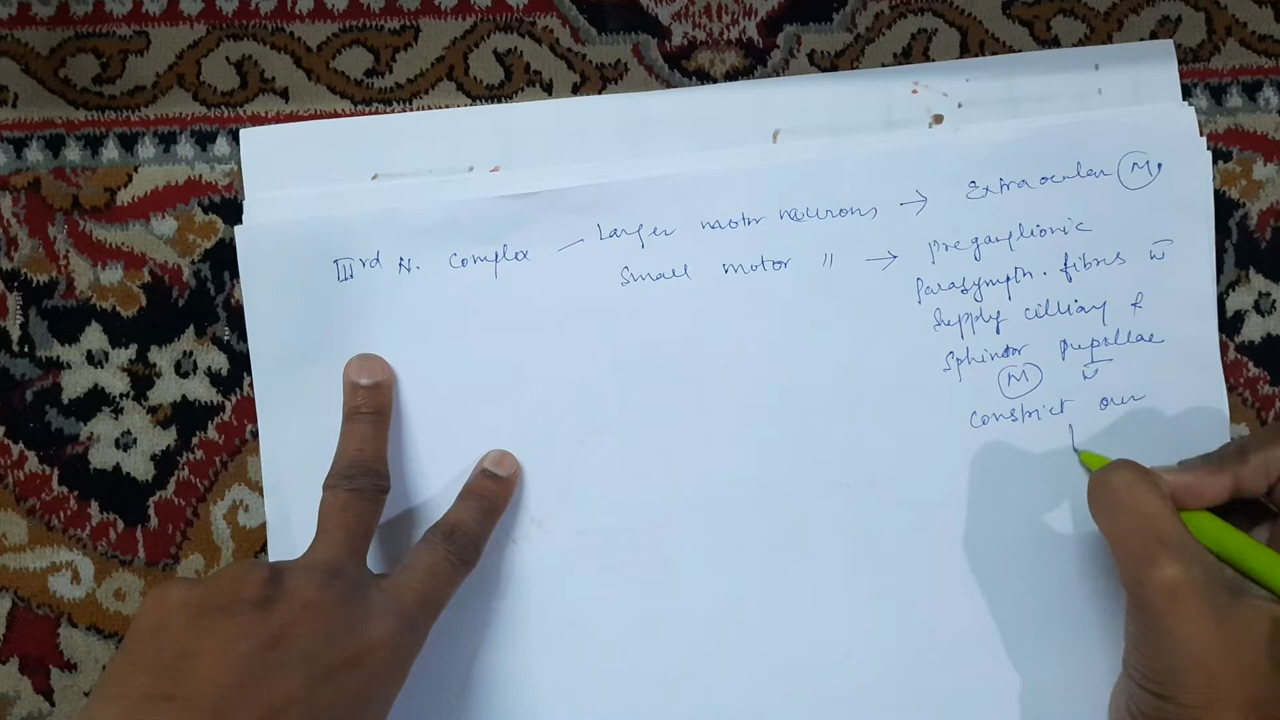 IIIrd N. Complex – Larger motor neurons → Extraocular (M),
Small motor " → preganglionic
Parasympth. fibres w̅
supply cilliary &
sphinctor pupillae
(M) w̅
constrict our